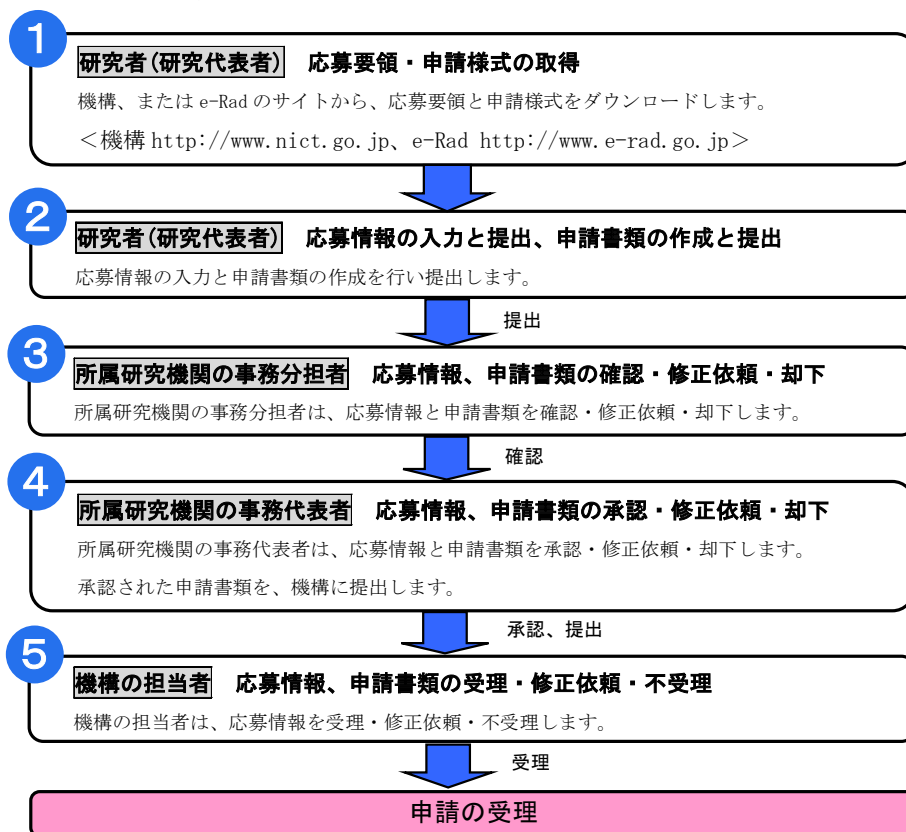 1
研究者(研究代表者) 応募要領・申請様式の取得
機構、または e-Rad のサイトから、応募要領と申請様式をダウンロードします。
＜機構 http://www.nict.go.jp、e-Rad http://www.e-rad.go.jp＞
2
研究者(研究代表者) 応募情報の入力と提出、申請書類の作成と提出
応募情報の入力と申請書類の作成を行い提出します。
提出
3
所属研究機関の事務分担者 応募情報、申請書類の確認・修正依頼・却下
所属研究機関の事務分担者は、応募情報と申請書類を確認・修正依頼・却下します。
確認
4
所属研究機関の事務代表者 応募情報、申請書類の承認・修正依頼・却下
所属研究機関の事務代表者は、応募情報と申請書類を承認・修正依頼・却下します。
承認された申請書類を、機構に提出します。
承認、提出
5
機構の担当者 応募情報、申請書類の受理・修正依頼・不受理
機構の担当者は、応募情報を受理・修正依頼・不受理します。
受理
申請の受理